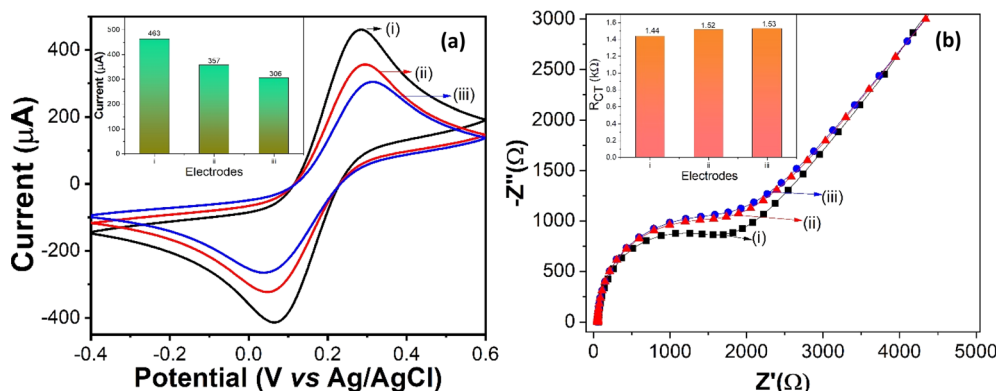 (a)
(i)
(ii)
(iii)
400
200
0
-200
-400
Current (μA)
-0.4
-0.2
0.0
0.2
0.4
0.6
Potential (V vs Ag/AgCl)
500
400
300
200
100
0
Current (μA)
463
357
306
i
ii
iii
Electrodes
(b)
3000
2500
2000
1500
1000
500
0
-Z''(Ω)
0
1000
2000
3000
4000
5000
Z'(Ω)
(iii)
(ii)
(i)
1.6
1.4
1.2
1.0
0.8
0.6
0.4
0.2
0.0
R_CT (kΩ)
1.44
1.52
1.53
i
ii
iii
Electrodes